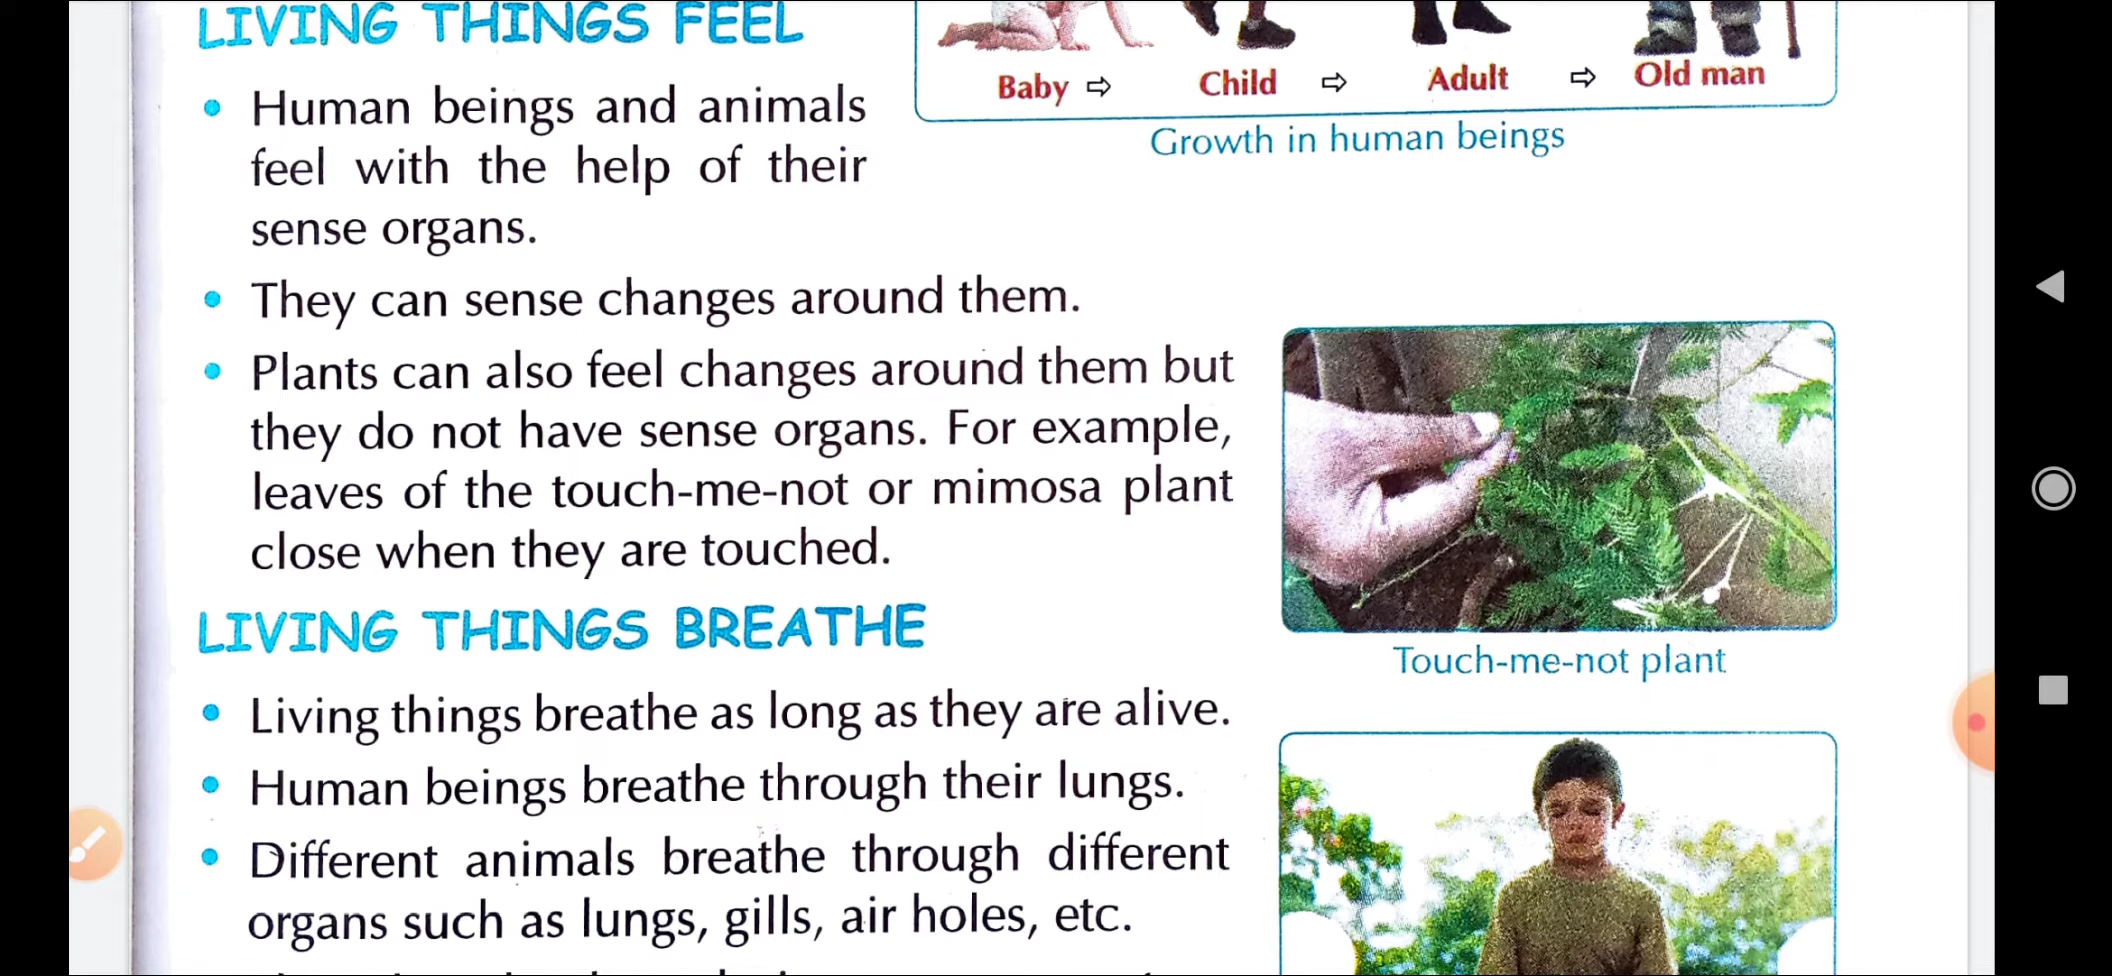 LIVING THINGS FEEL
• Human beings and animals
feel with the help of their
sense organs.
• They can sense changes around them.
• Plants can also feel changes around them but
they do not have sense organs. For example,
leaves of the touch-me-not or mimosa plant
close when they are touched.
LIVING THINGS BREATHE
• Living things breathe as long as they are alive.
• Human beings breathe through their lungs.
• Different animals breathe through different
organs such as lungs, gills, air holes, etc.
Baby ⇨ Child ⇨ Adult ⇨ Old man
Growth in human beings
Touch-me-not plant